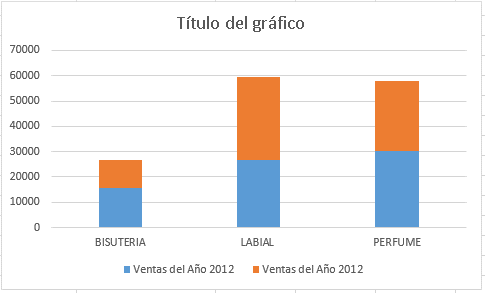 Título del gráfico
70000
60000
50000
40000
30000
20000
10000
0
BISUTERIA LABIAL PERFUME
Ventas del Año 2012 Ventas del Año 2012